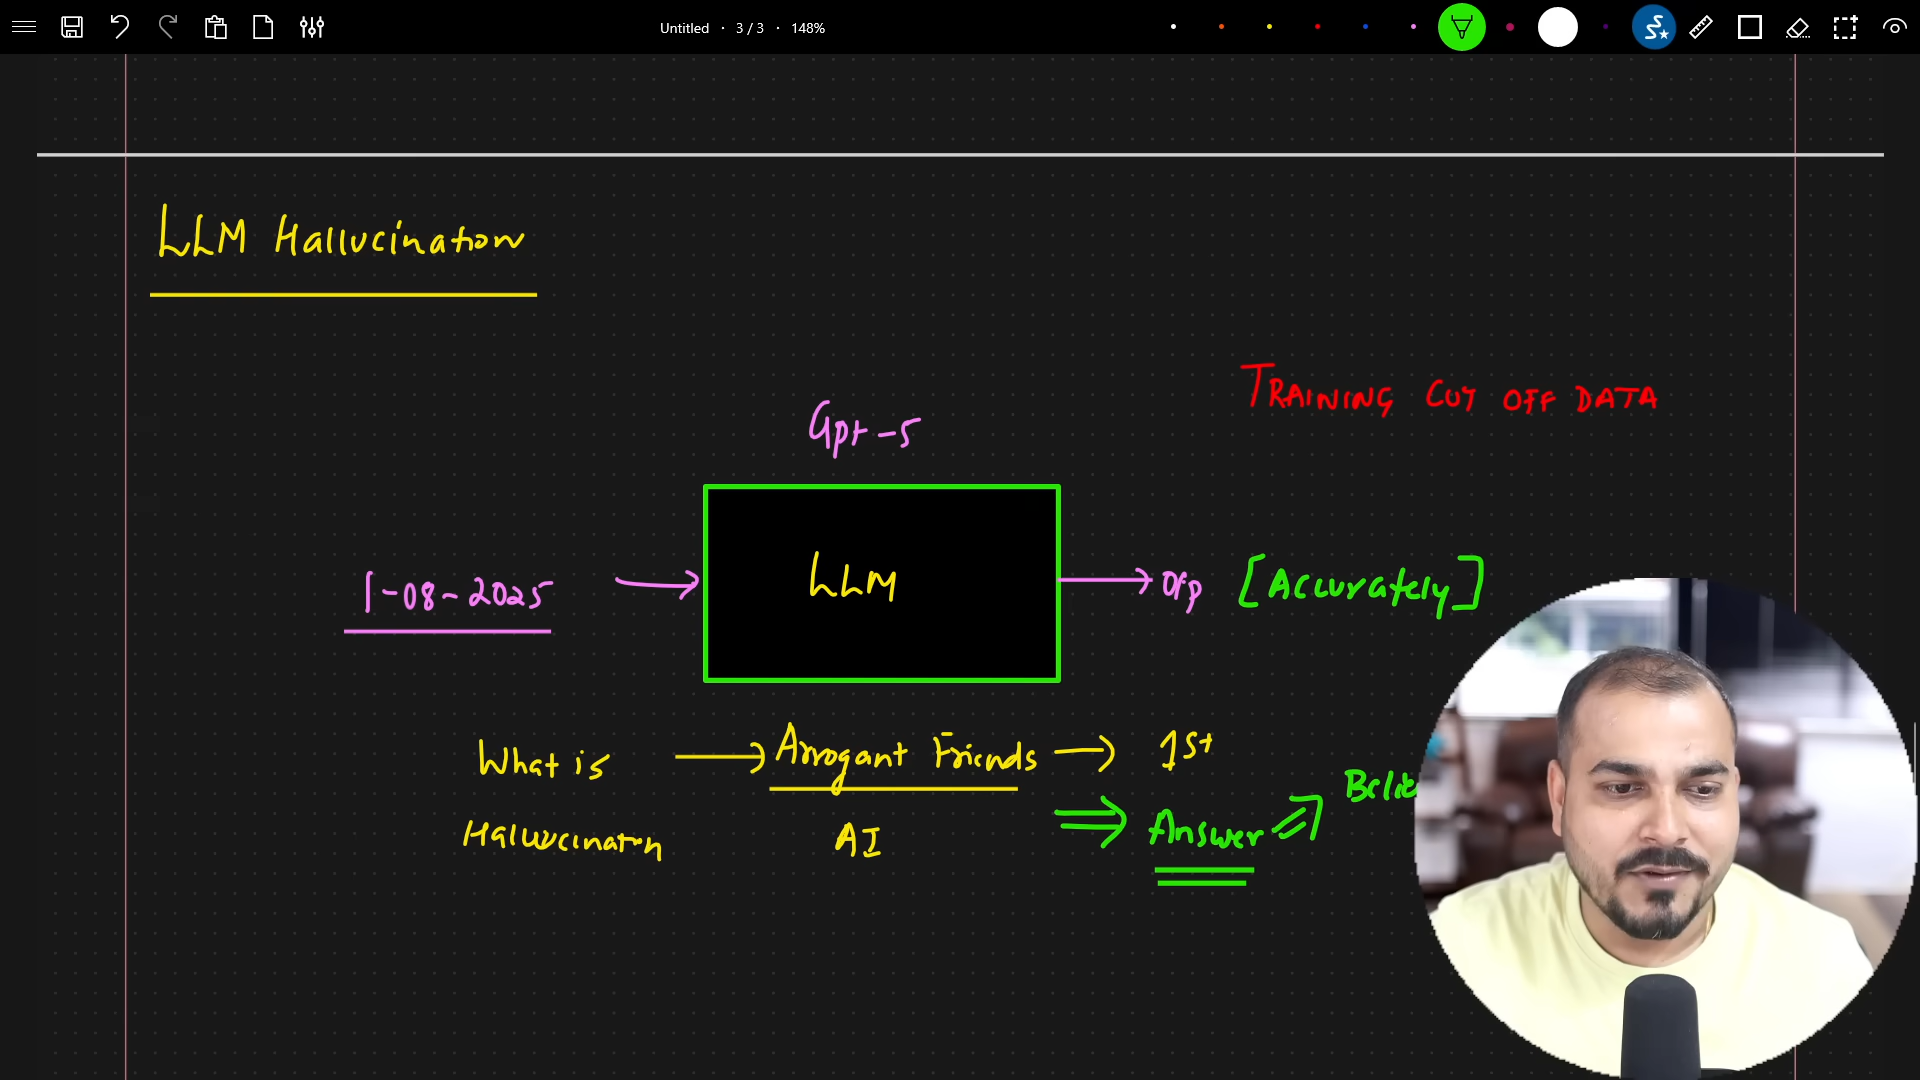 Untitled · 3 / 3 · 148%
LLM Hallucination
TRAINING CUT OFF DATA
Gpt-5
1-08-2025
LLM
O/p [Accurately]
What is
Arrogant Friends
1st
Hallucination
AI
Answer